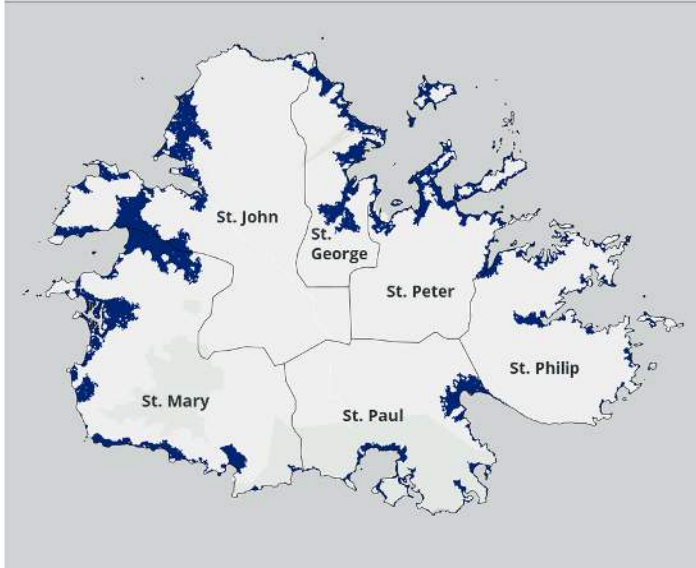 St. John
St.
George
St. Peter
St. Philip
St. Mary
St. Paul